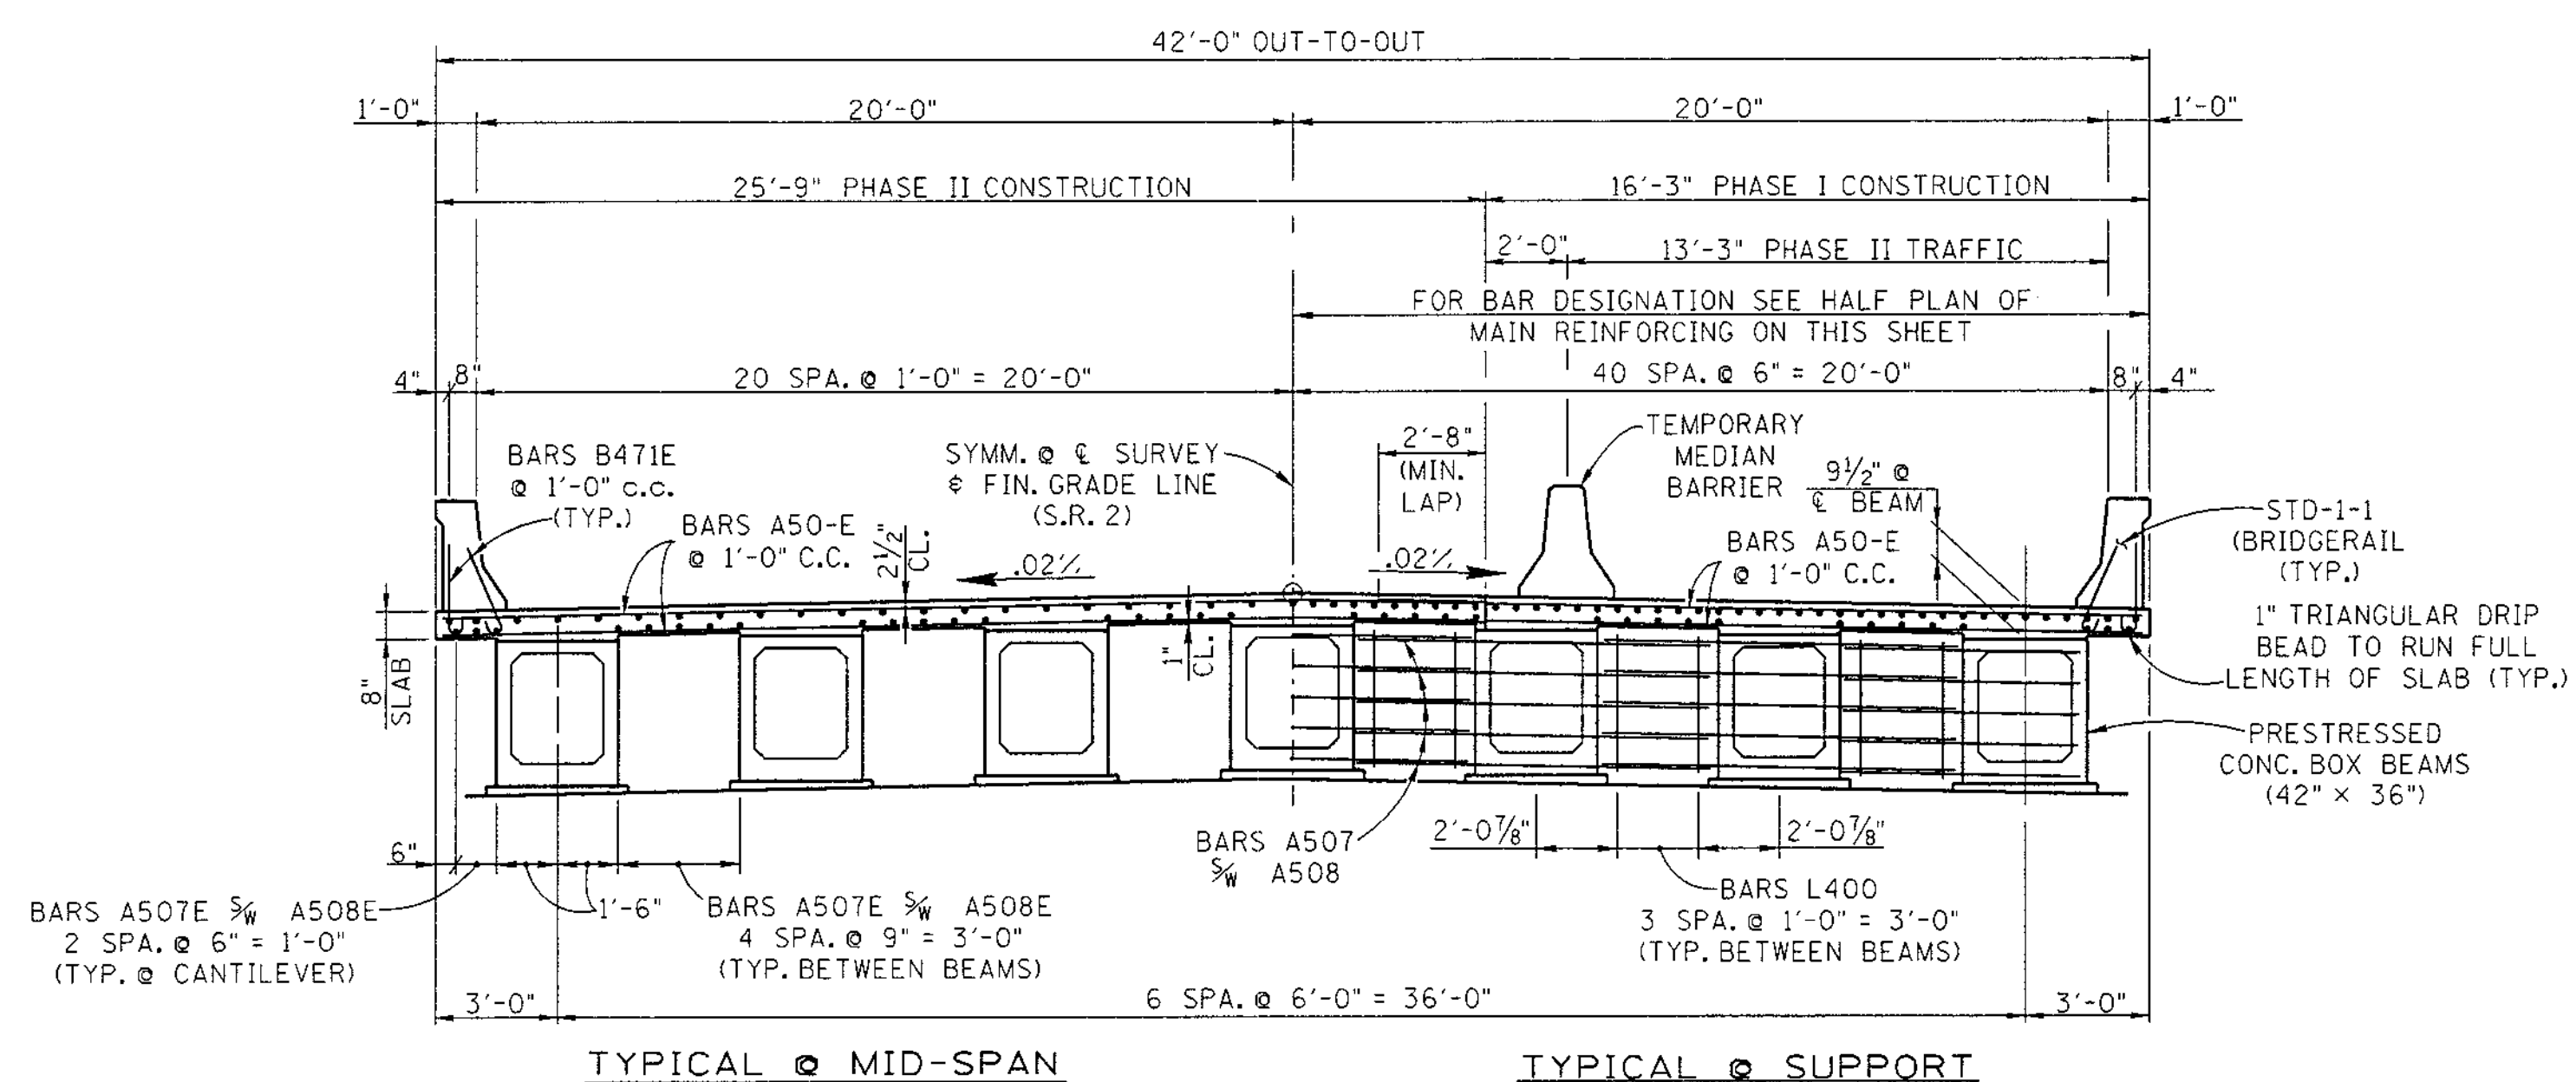 42'-0" OUT-TO-OUT
1'-0"
20'-0"
20'-0"
1'-0"
25'-9" PHASE II CONSTRUCTION
16'-3" PHASE I CONSTRUCTION
2'-0"
13'-3" PHASE II TRAFFIC
FOR BAR DESIGNATION SEE HALF PLAN OF
MAIN REINFORCING ON THIS SHEET
4"
8"
20 SPA. @ 1'-0" = 20'-0"
40 SPA. @ 6" = 20'-0"
8"
4"
BARS B471E
@ 1'-0" c.c.
(TYP.)
BARS A50-E
@ 1'-0" C.C.
2½"
CL.
SYMM. @ ℄ SURVEY
& FIN. GRADE LINE
(S.R. 2)
.02⁒
2'-8"
(MIN.
LAP)
.02⁒
TEMPORARY
MEDIAN
BARRIER
9½" @
℄ BEAM
BARS A50-E
@ 1'-0" C.C.
STD-1-1
(BRIDGERAIL
(TYP.)
1" TRIANGULAR DRIP
BEAD TO RUN FULL
LENGTH OF SLAB (TYP.)
8"
SLAB
1"
CL.
PRESTRESSED
CONC. BOX BEAMS
(42" × 36")
BARS A507
S/W A508
2'-0⅞"
2'-0⅞"
BARS L400
3 SPA. @ 1'-0" = 3'-0"
(TYP. BETWEEN BEAMS)
6"
BARS A507E S/W A508E
2 SPA. @ 6" = 1'-0"
(TYP. @ CANTILEVER)
1'-6"
BARS A507E S/W A508E
4 SPA. @ 9" = 3'-0"
(TYP. BETWEEN BEAMS)
3'-0"
6 SPA. @ 6'-0" = 36'-0"
3'-0"
TYPICAL @ MID-SPAN
TYPICAL @ SUPPORT